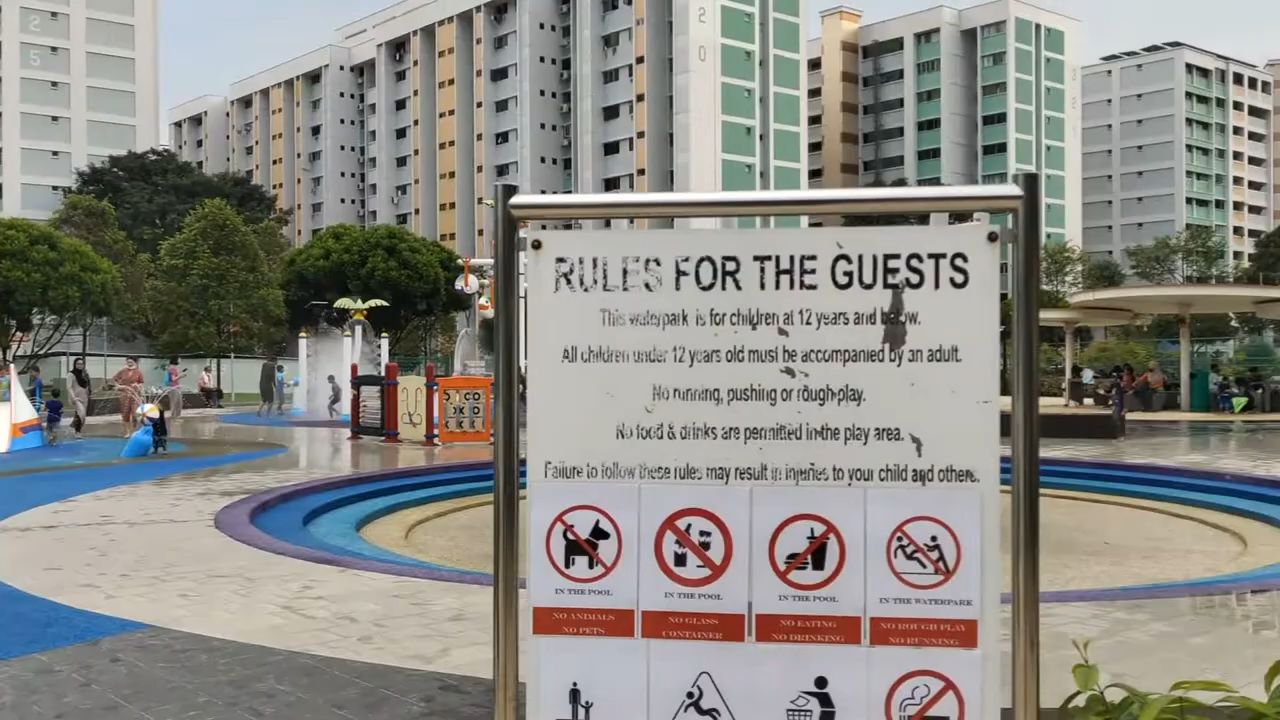 2
5
2
0
RULES FOR THE GUESTS
This waterpark is for children at 12 years and below.
All children under 12 years old must be accompanied by an adult.
No running, pushing or rough play.
No food & drinks are permitted in the play area.
Failure to follow these rules may result in injuries to your child and others.
IN THE POOL
IN THE POOL
IN THE POOL
IN THE WATERPARK
NO ANIMALS
NO PETS
NO GLASS
CONTAINER
NO EATING
NO DRINKING
NO ROUGH PLAY
NO RUNNING